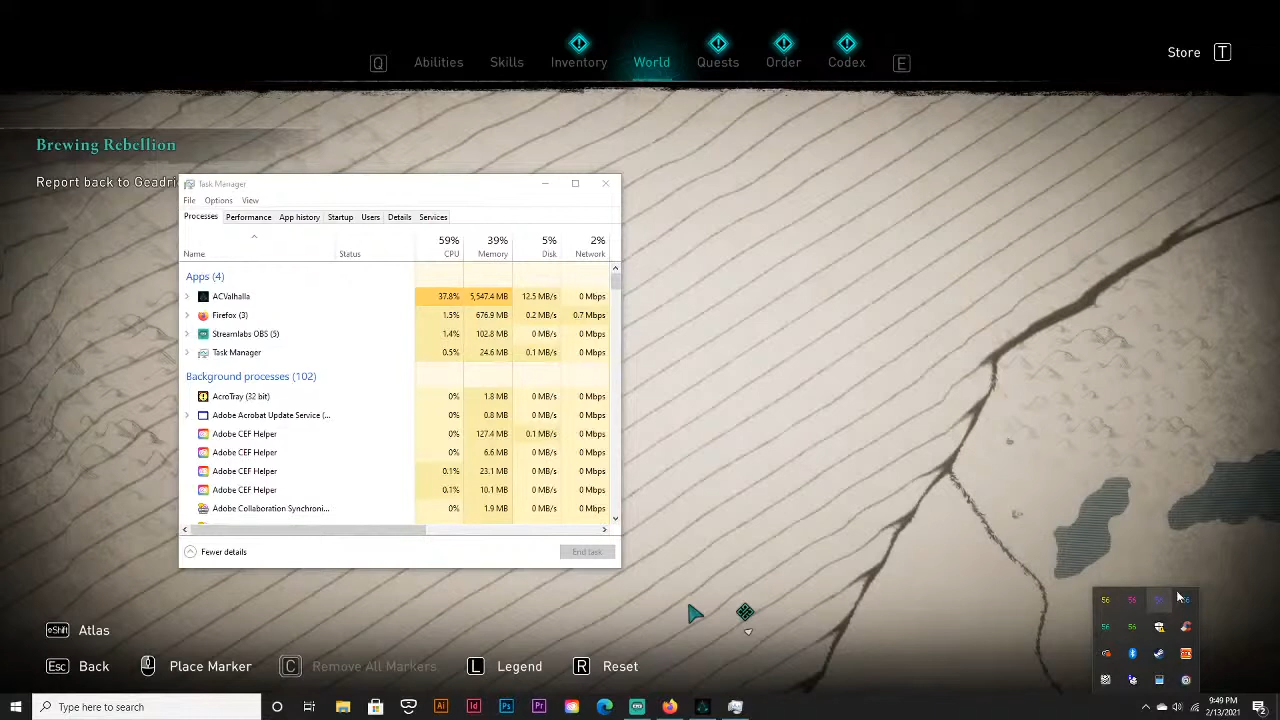 Q Abilities Skills Inventory World Quests Order Codex E
Store T
Brewing Rebellion
Report back to Geadri
Task Manager
File Options View
Processes Performance App history Startup Users Details Services
59% 39% 5% 2%
Name Status CPU Memory Disk Network
Apps (4)
ACValhalla 37.8% 5,547.4 MB 12.5 MB/s 0 Mbps
Firefox (3) 1.5% 676.9 MB 0.2 MB/s 0.7 Mbps
Streamlabs OBS (5) 1.4% 102.8 MB 0 MB/s 0 Mbps
Task Manager 0.5% 24.6 MB 0.1 MB/s 0 Mbps
Background processes (102)
AcroTray (32 bit) 0% 1.8 MB 0 MB/s 0 Mbps
Adobe Acrobat Update Service (... 0% 0.8 MB 0 MB/s 0 Mbps
Adobe CEF Helper 0% 127.4 MB 0.1 MB/s 0 Mbps
Adobe CEF Helper 0% 6.6 MB 0 MB/s 0 Mbps
Adobe CEF Helper 0.1% 23.1 MB 0 MB/s 0 Mbps
Adobe CEF Helper 0.1% 10.1 MB 0 MB/s 0 Mbps
Adobe Collaboration Synchroni... 0% 1.9 MB 0 MB/s 0 Mbps
Fewer details End task
56 56
56 56
Shift Atlas
Esc Back Place Marker C Remove All Markers L Legend R Reset
Type here to search
Ai Id Ps Pr
9:49 PM
2/13/2021
2